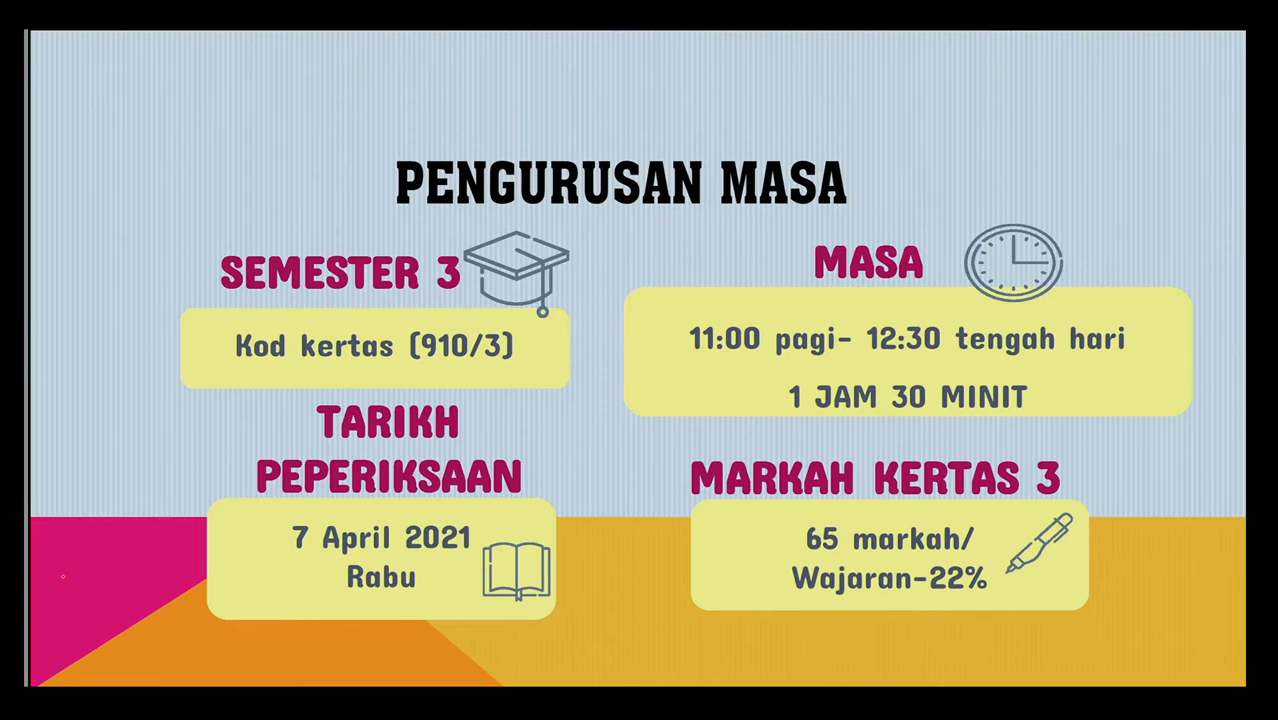 PENGURUSAN MASA
SEMESTER 3
Kod kertas (910/3)
TARIKH
PEPERIKSAAN
7 April 2021
Rabu
MASA
11:00 pagi- 12:30 tengah hari
1 JAM 30 MINIT
MARKAH KERTAS 3
65 markah/
Wajaran-22%